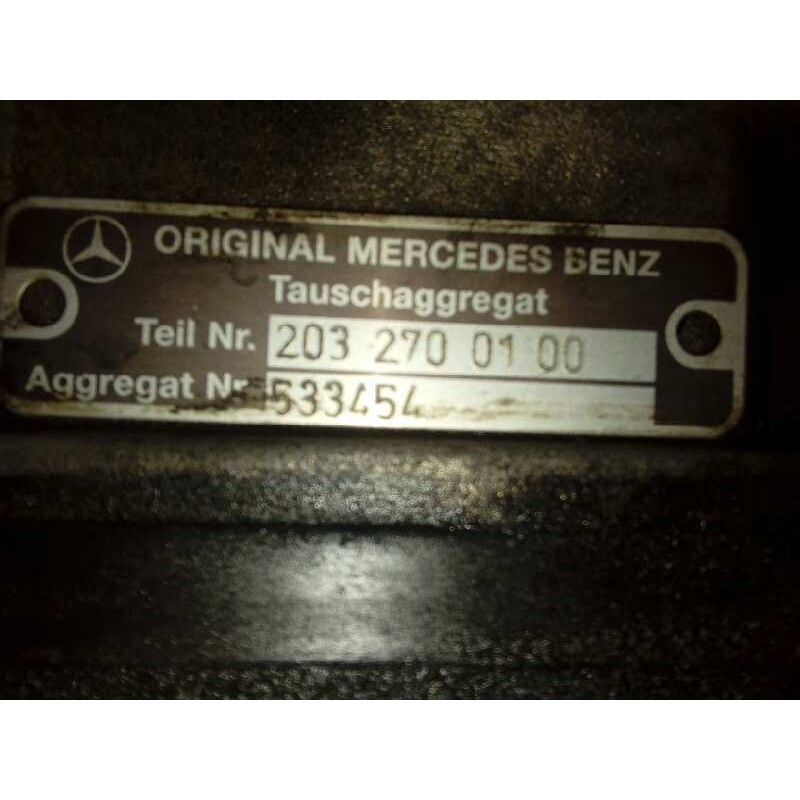 ORIGINAL MERCEDES BENZ
Tauschaggregat
Teil Nr. 203 270 01 00
Aggregat Nr. 533454